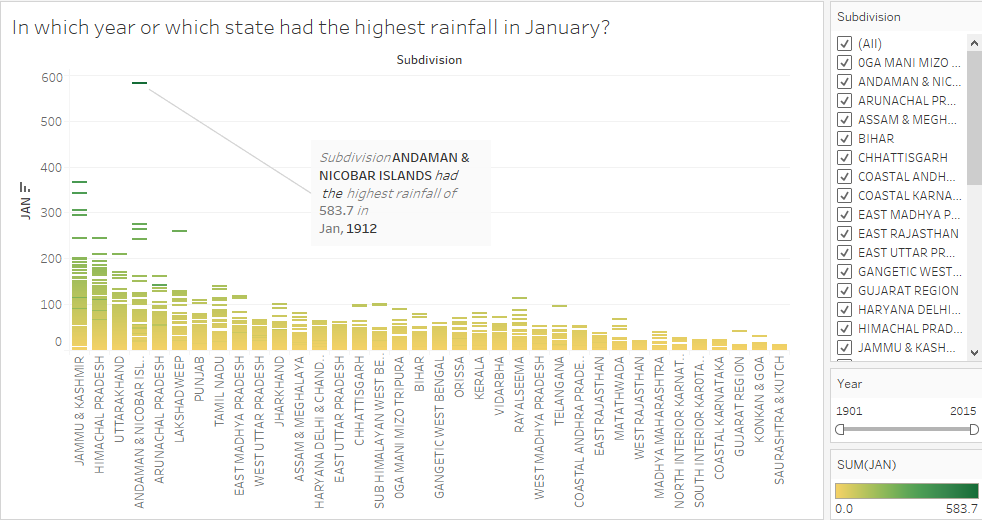 In which year or which state had the highest rainfall in January?
Subdivision
600
500
400
300
200
100
0
JAN
Subdivision ANDAMAN &
NICOBAR ISLANDS had
the highest rainfall of
583.7 in
Jan, 1912
JAMMU & KASHMIR
HIMACHAL PRADESH
UTTARAKHAND
ANDAMAN & NICOBAR ISL..
ARUNACHAL PRADESH
LAKSHADWEEP
PUNJAB
TAMIL NADU
EAST MADHYA PRADESH
WEST UTTAR PRADESH
JHARKHAND
ASSAM & MEGHALAYA
HARYANA DELHI & CHAND..
EAST UTTAR PRADESH
CHHATTISGARH
SUB HIMALAYAN WEST BE..
0GA MANI MIZO TRIPURA
BIHAR
GANGETIC WEST BENGAL
ORISSA
KERALA
VIDARBHA
RAYALSEEMA
WEST MADHYA PRADESH
TELANGANA
COASTAL ANDHRA PRADE..
EAST RAJASTHAN
MATATHWADA
WEST RAJASTHAN
MADHYA MAHARASHTRA
NORTH INTERIOR KARNAT..
SOUTH INTERIOR KAROTA..
COASTAL KARNATAKA
GUJARAT REGION
KONKAN & GOA
SAURASHTRA & KUTCH
Subdivision
(All)
0GA MANI MIZO ...
ANDAMAN & NIC...
ARUNACHAL PR...
ASSAM & MEGH...
BIHAR
CHHATTISGARH
COASTAL ANDH...
COASTAL KARNA...
EAST MADHYA P...
EAST RAJASTHAN
EAST UTTAR PR...
GANGETIC WEST...
GUJARAT REGION
HARYANA DELHI...
HIMACHAL PRAD...
JAMMU & KASH...
Year
1901 2015
SUM(JAN)
0.0 583.7